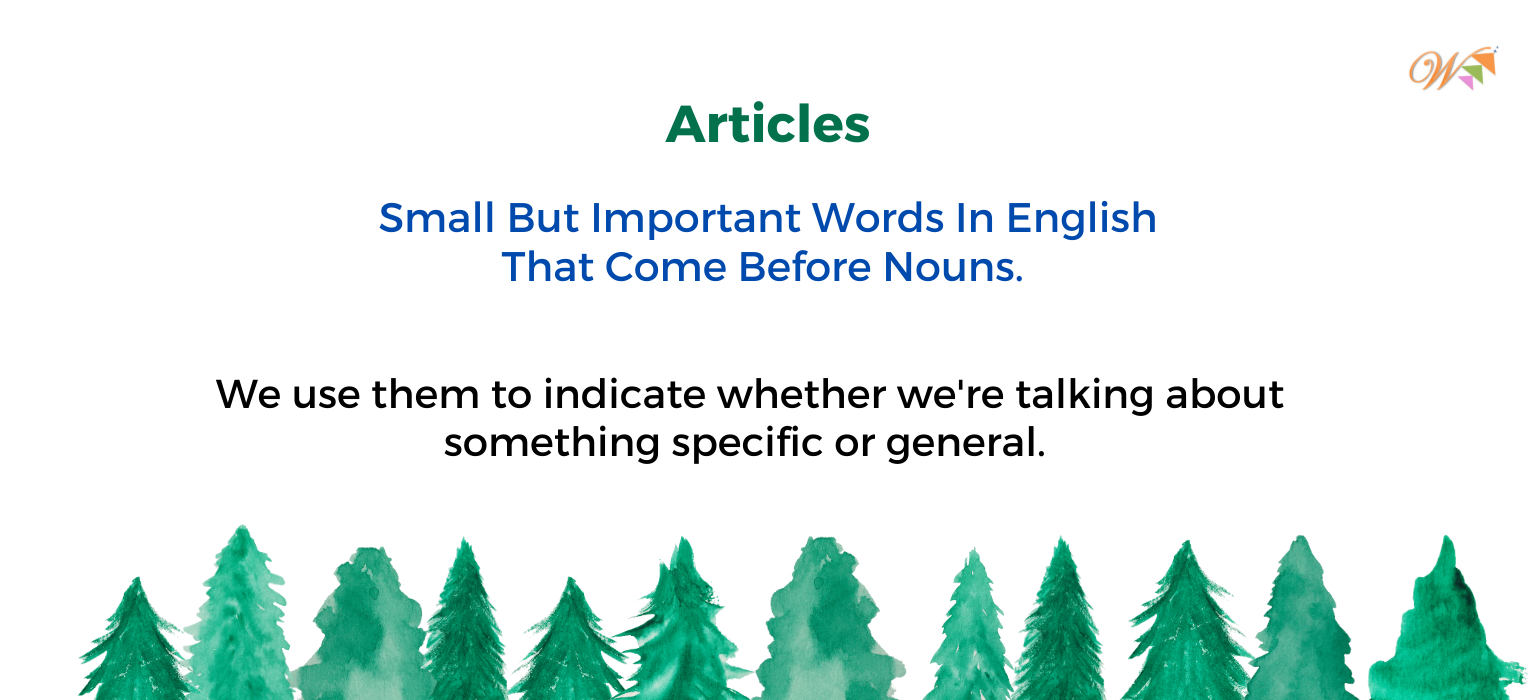 W
Articles
Small But Important Words In English
That Come Before Nouns.
We use them to indicate whether we're talking about
something specific or general.